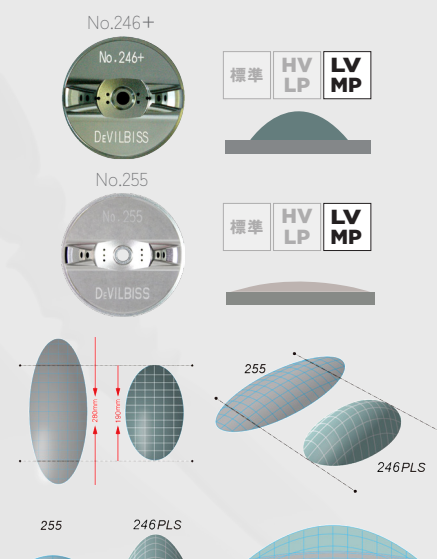 No.246+
No.246+
標準
HV
LP
LV
MP
DEVILBISS
No.255
No. 255
標準
HV
LP
LV
MP
DEVILBISS
280mm
190mm
255
246PLS
255
246PLS